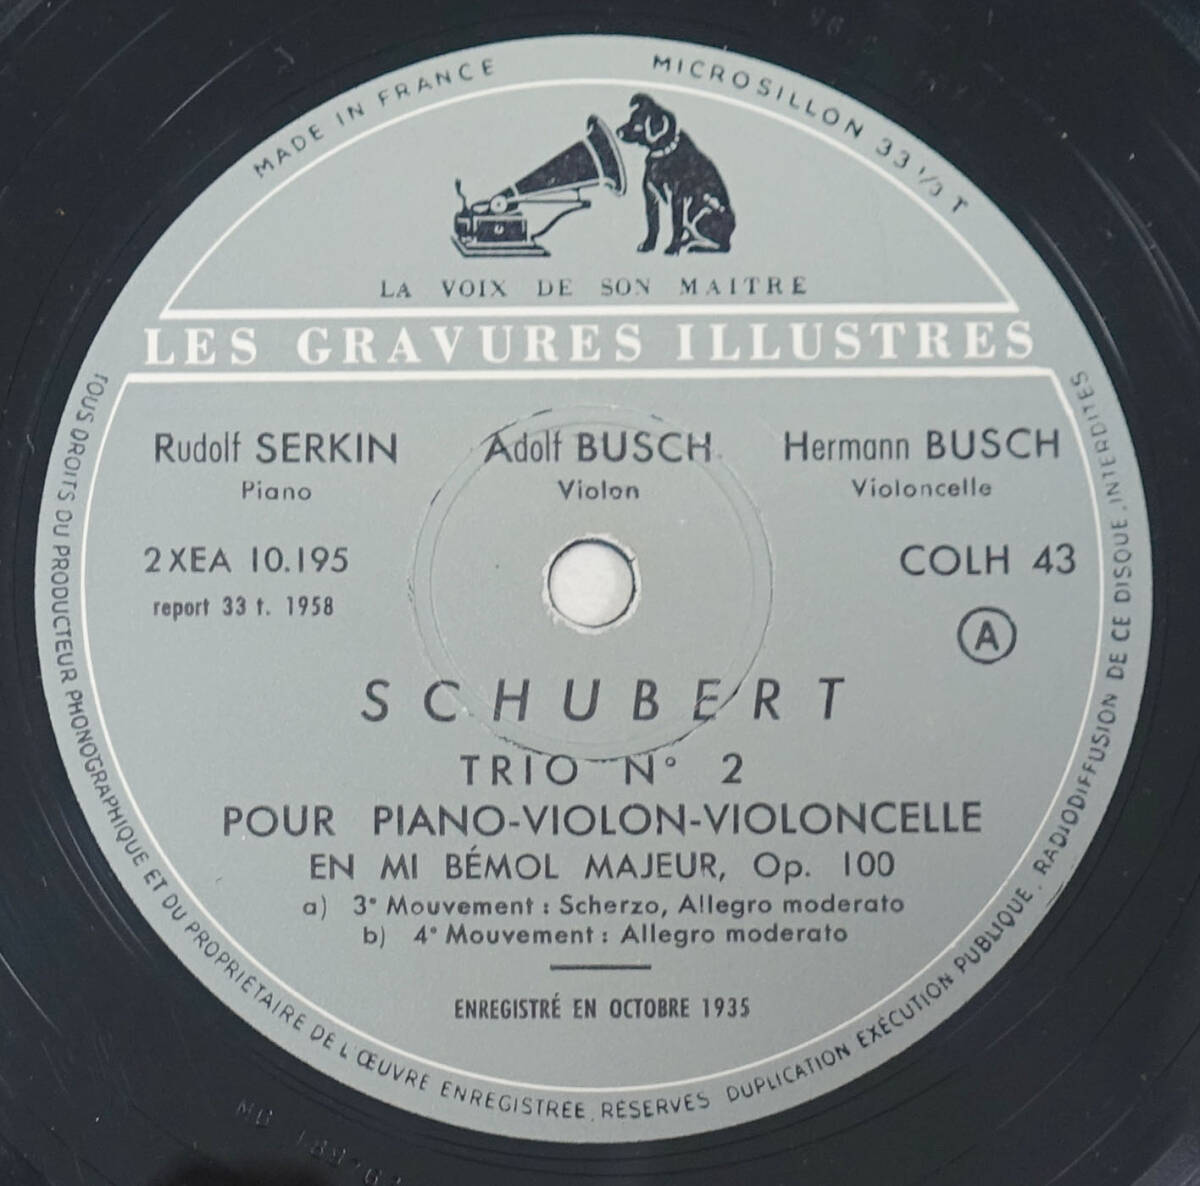 MADE IN FRANCE
MICROSILLON 33 1/3 T
LA VOIX DE SON MAITRE
LES GRAVURES ILLUSTRES
Rudolf SERKIN Adolf BUSCH Hermann BUSCH
Piano Violon Violoncelle
2XEA 10.195 COLH 43
report 33 t. 1958
A
SCHUBERT
TRIO N° 2
POUR PIANO-VIOLON-VIOLONCELLE
EN MI BÉMOL MAJEUR, Op. 100
a) 3e Mouvement : Scherzo, Allegro moderato
b) 4e Mouvement : Allegro moderato
ENREGISTRÉ EN OCTOBRE 1935
TOUS DROITS DU PRODUCTEUR PHONOGRAPHIQUE ET DU PROPRIÉTAIRE DE L'ŒUVRE ENREGISTRÉE, RÉSERVÉS DUPLICATION EXÉCUTION PUBLIQUE. RADIODIFFUSION DE CE DISQUE, INTERDITES